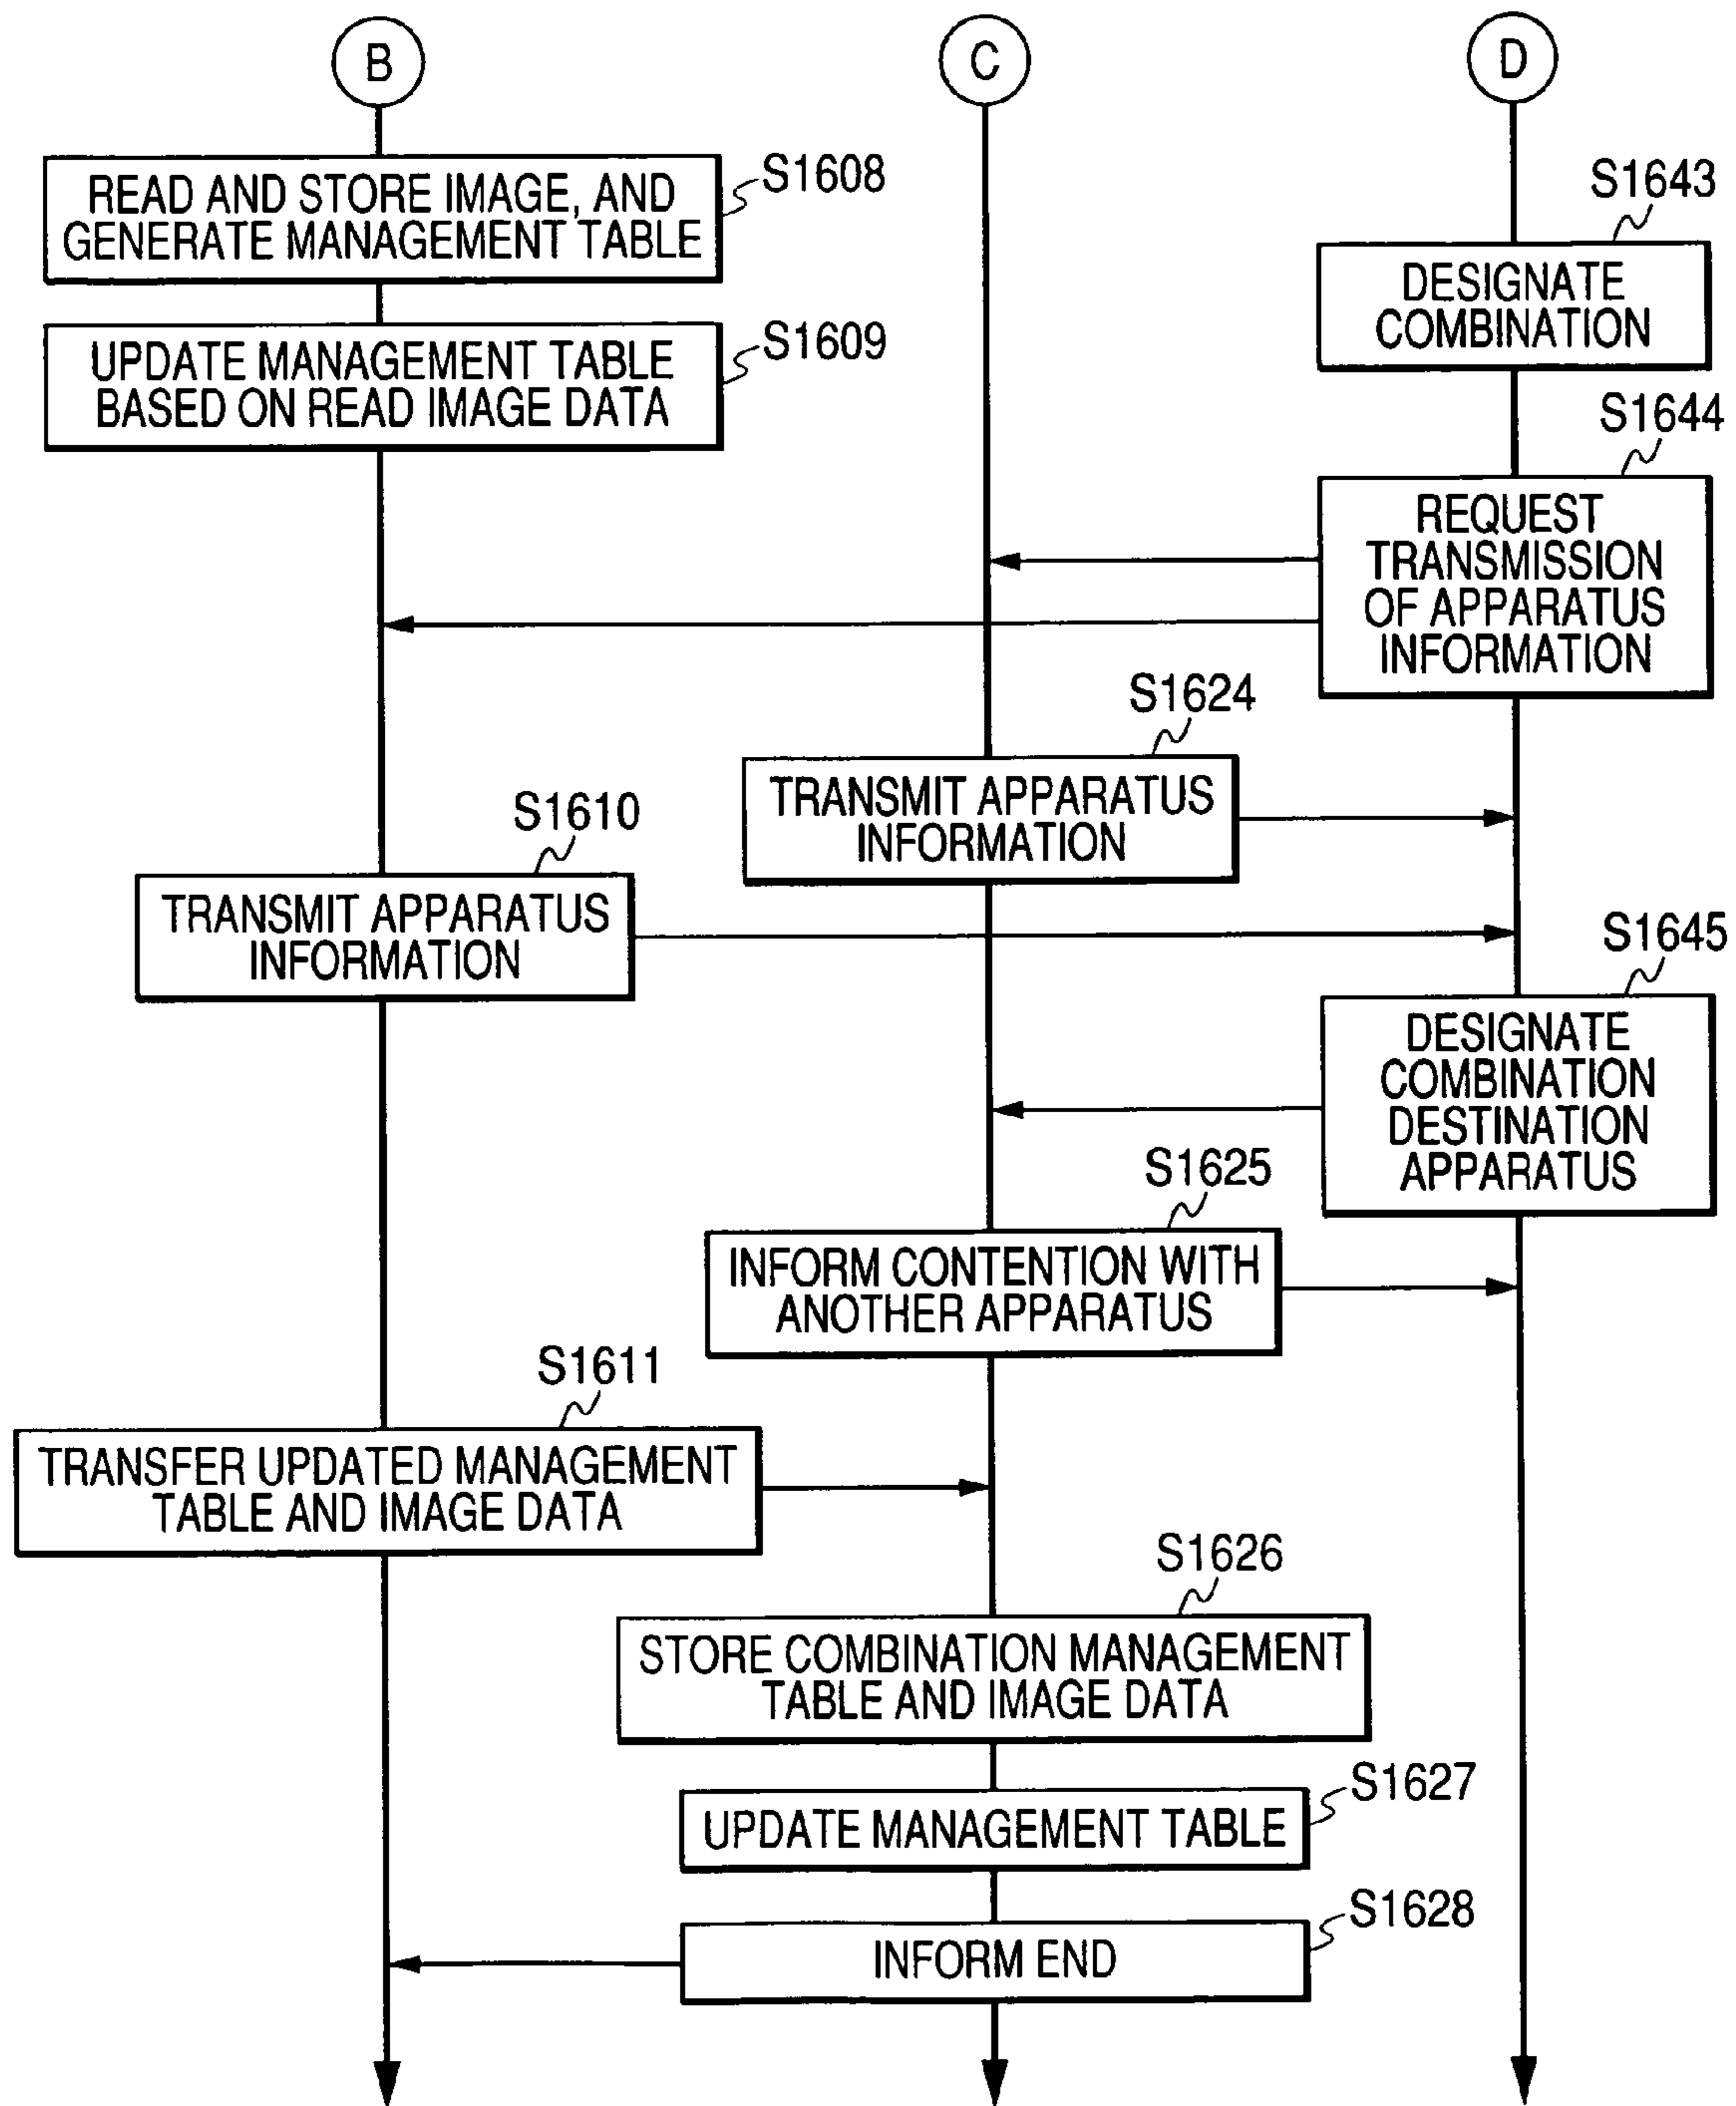 B
C
D
S1608
READ AND STORE IMAGE, AND
GENERATE MANAGEMENT TABLE
S1643
DESIGNATE
COMBINATION
S1609
UPDATE MANAGEMENT TABLE
BASED ON READ IMAGE DATA
S1644
REQUEST
TRANSMISSION
OF APPARATUS
INFORMATION
S1624
TRANSMIT APPARATUS
INFORMATION
S1610
TRANSMIT APPARATUS
INFORMATION
S1645
DESIGNATE
COMBINATION
DESTINATION
APPARATUS
S1625
INFORM CONTENTION WITH
ANOTHER APPARATUS
S1611
TRANSFER UPDATED MANAGEMENT
TABLE AND IMAGE DATA
S1626
STORE COMBINATION MANAGEMENT
TABLE AND IMAGE DATA
S1627
UPDATE MANAGEMENT TABLE
S1628
INFORM END